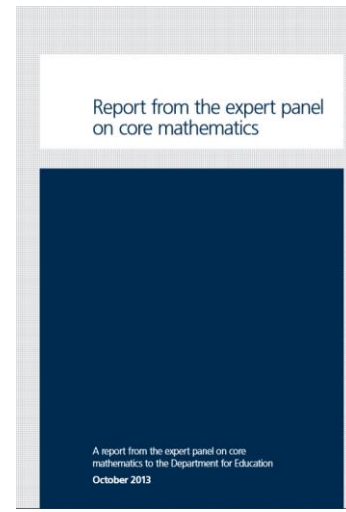 Report from the expert panel
on core mathematics
A report from the expert panel on core
mathematics to the Department for Education
October 2013